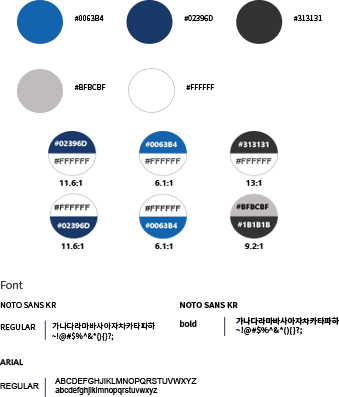 #0063B4 #02396D #313131
#BFBCBF #FFFFFF
#02396D #0063B4 #313131
#FFFFFF #FFFFFF #FFFFFF
11.6:1 6.1:1 13:1
#FFFFFF #FFFFFF #BFBCBF
#02396D #0063B4 #1B1B1B
11.6:1 6.1:1 9.2:1
Font
NOTO SANS KR
REGULAR 가나다라마바사아자차카타파하
~!@#$%^&*(){}?;
NOTO SANS KR
bold 가나다라마바사아자차카타파하
~!@#$%^&*(){}?;
ARIAL
REGULAR ABCDEFGHIJKLMNOPQRSTUVWXYZ
abcdefghijklmnopqrstuvwxyz